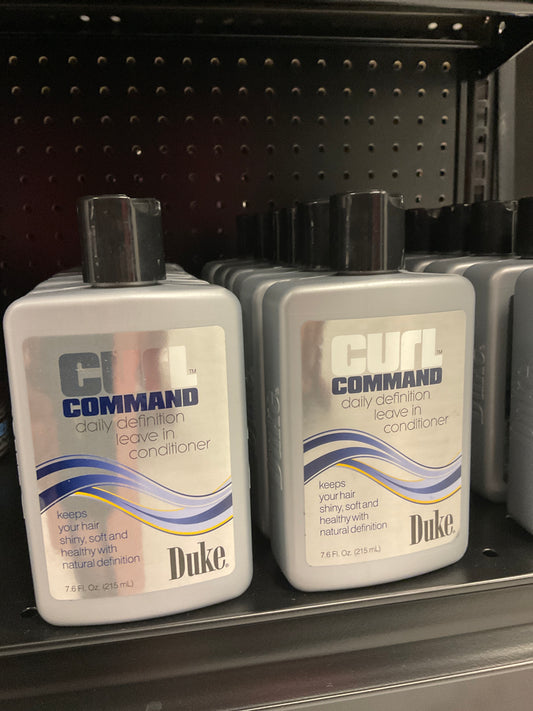 CURL™
COMMAND
daily definition
leave in
conditioner
keeps
your hair
shiny, soft and
healthy with
natural definition
Duke®
7.6 Fl. Oz. (215 mL)
CURL™
COMMAND
daily definition
leave in
conditioner
keeps
your hair
shiny, soft and
healthy with
natural definition
Duke®
7.6 Fl. Oz. (215 mL)